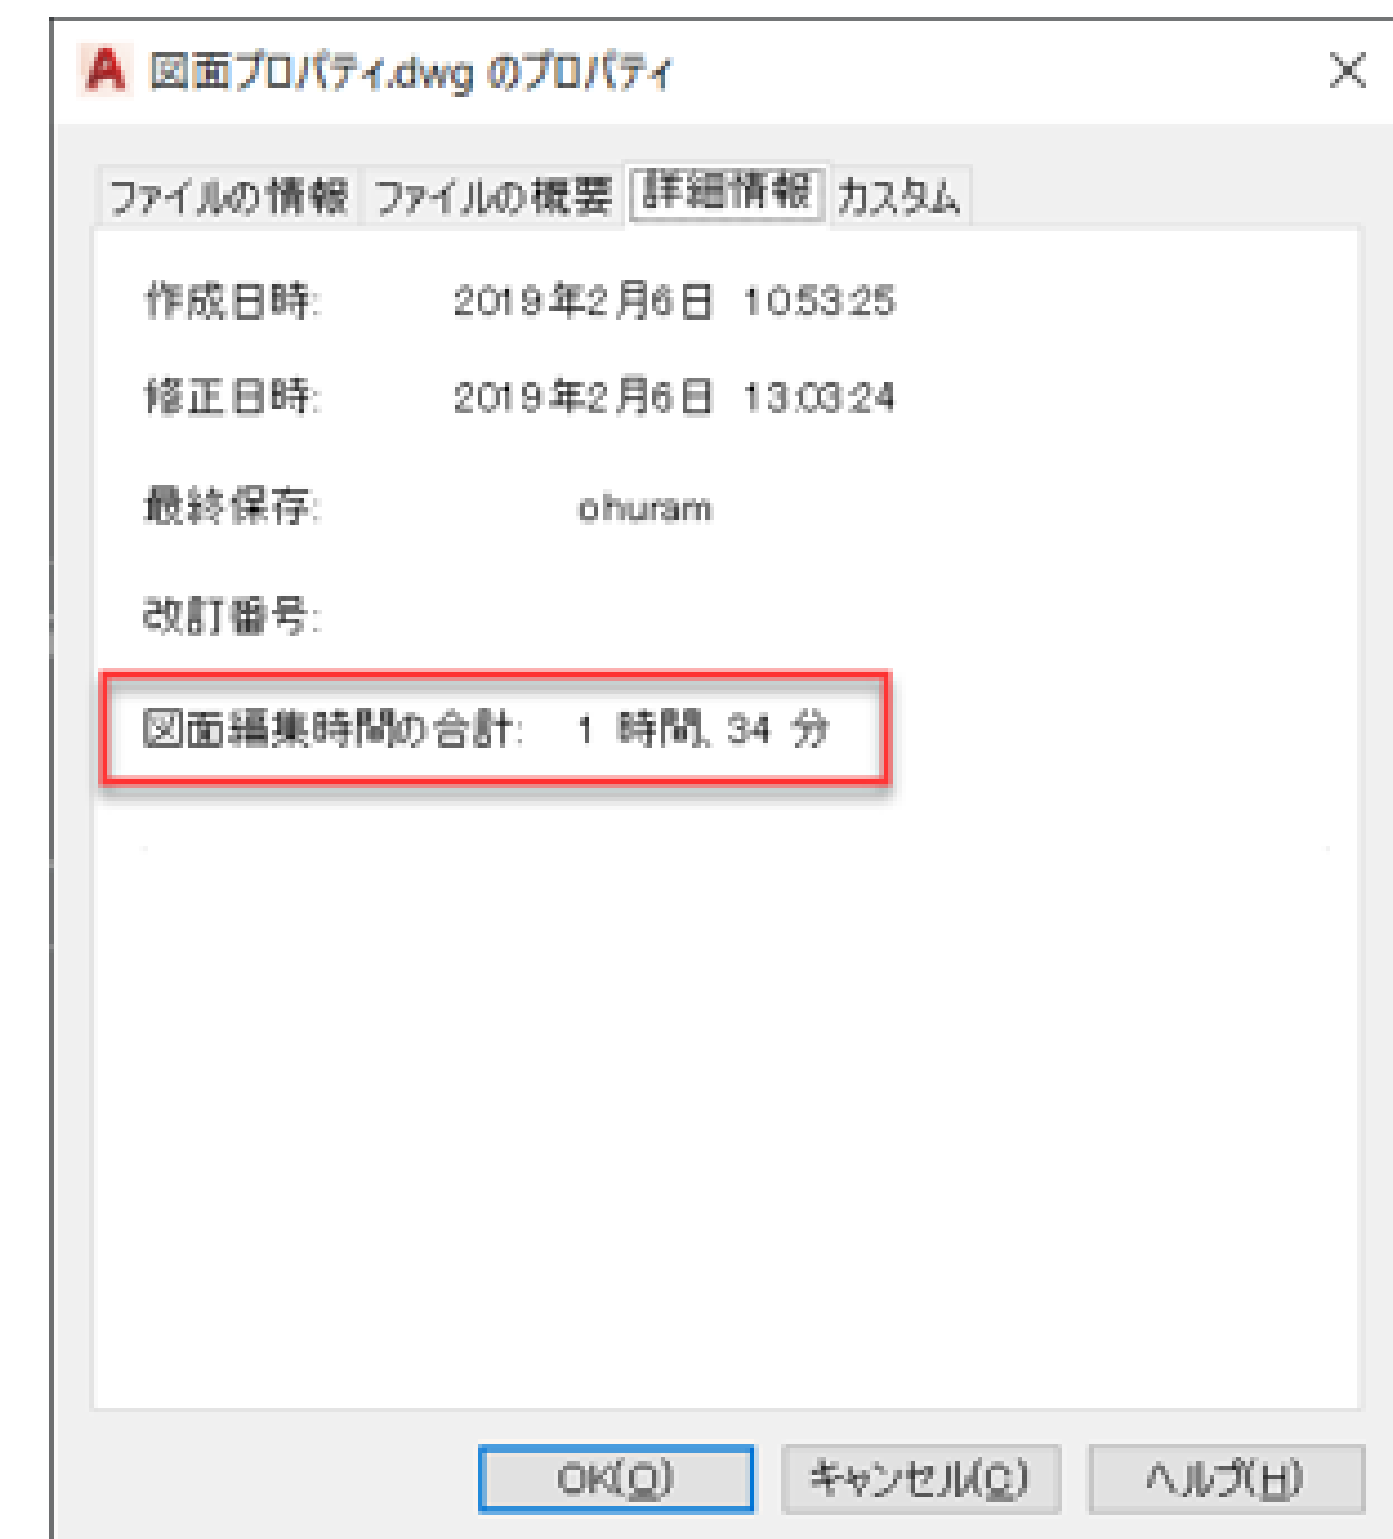 図面プロパティ.dwg のプロパティ
ファイルの情報 ファイルの概要 詳細情報 カスタム
作成日時: 2019年2月6日 10:53:25
修正日時: 2019年2月6日 13:03:24
最終保存: ohuram
改訂番号:
図面編集時間の合計: 1 時間, 34 分
OK(O) キャンセル(C) ヘルプ(H)